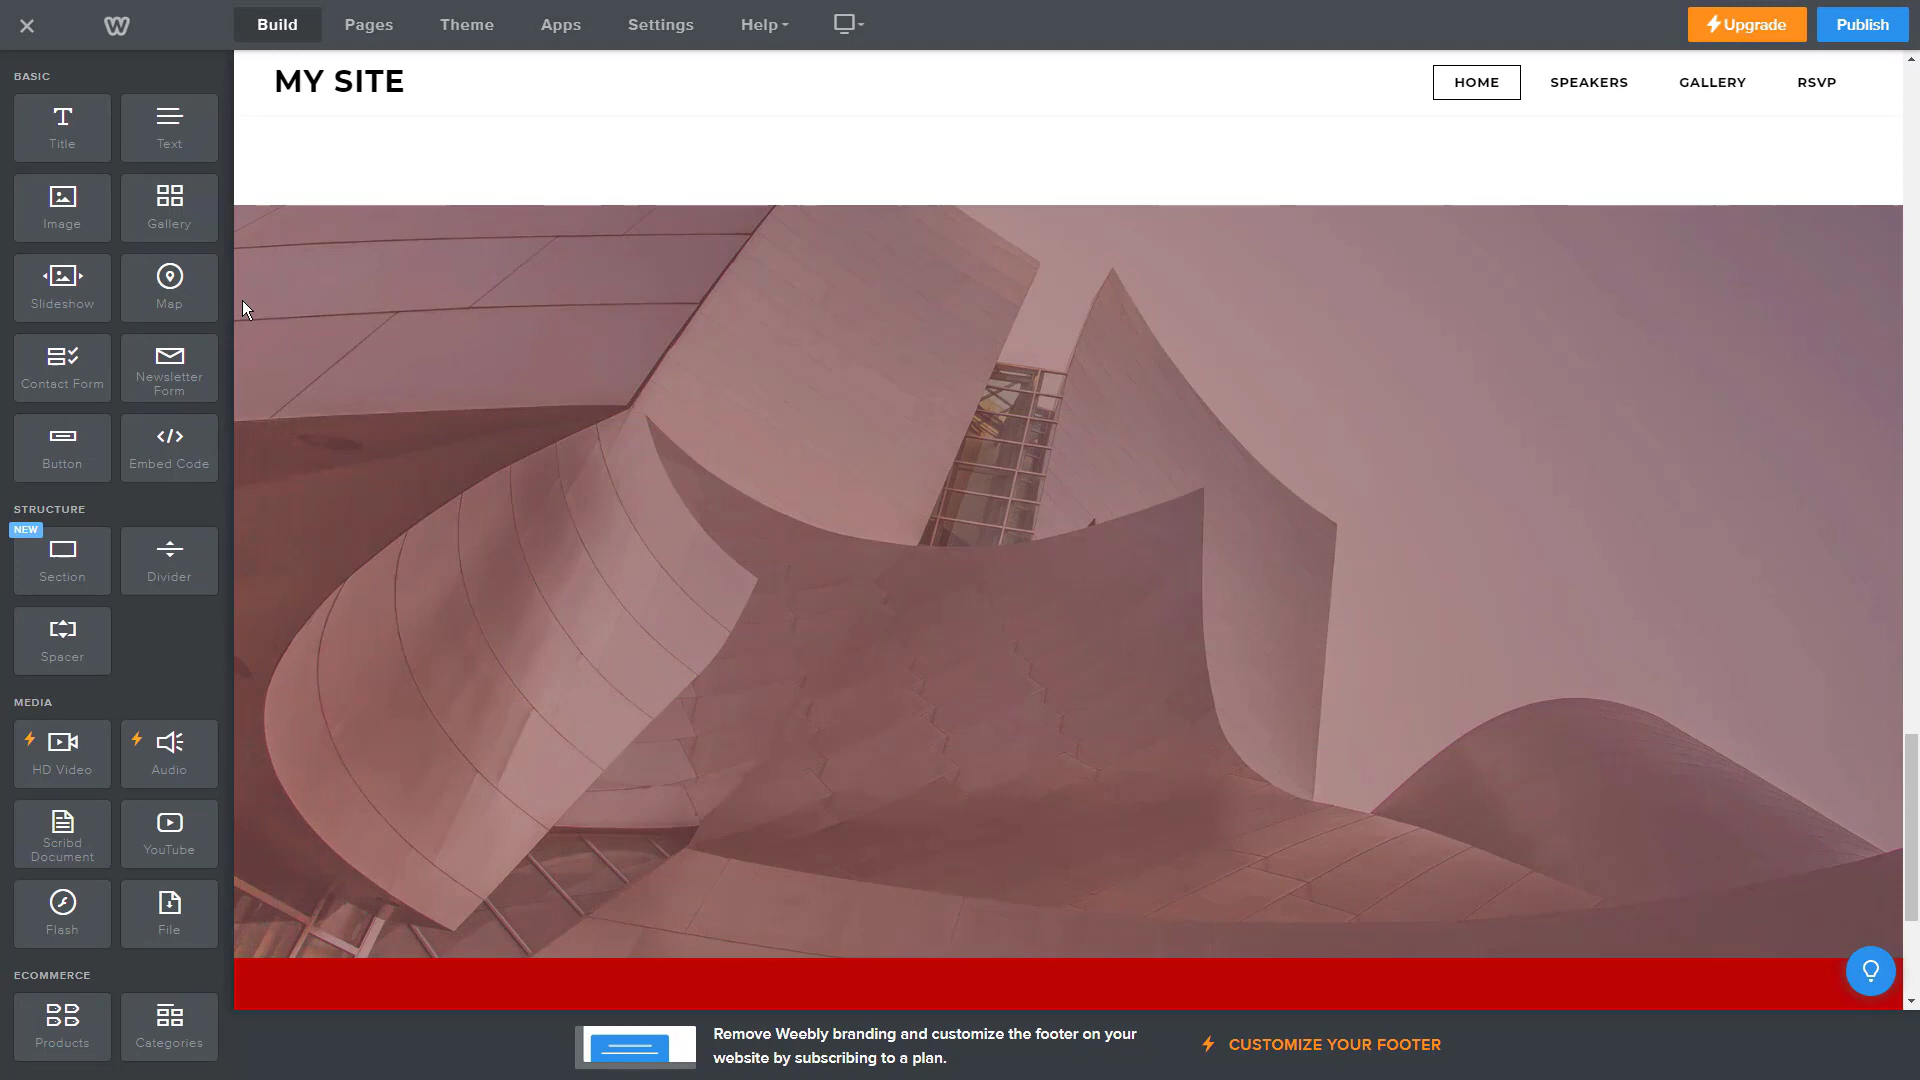 Build
Pages
Theme
Apps
Settings
Help
Upgrade
Publish
MY SITE
HOME
SPEAKERS
GALLERY
RSVP
BASIC
Title
Text
Image
Gallery
Slideshow
Map
Contact Form
Newsletter
Form
Button
Embed Code
STRUCTURE
NEW
Section
Divider
Spacer
MEDIA
HD Video
Audio
Scribd
Document
YouTube
Flash
File
ECOMMERCE
Products
Categories
Remove Weebly branding and customize the footer on your
website by subscribing to a plan.
CUSTOMIZE YOUR FOOTER